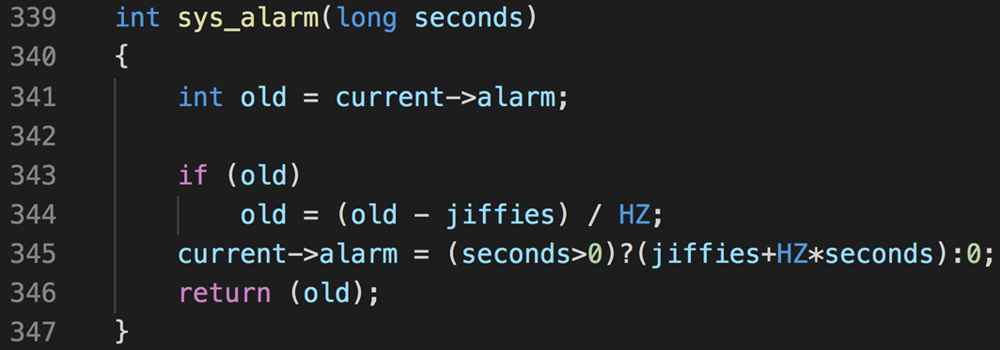 339 int sys_alarm(long seconds)
340 {
341 int old = current->alarm;
342
343 if (old)
344 old = (old - jiffies) / HZ;
345 current->alarm = (seconds>0)?(jiffies+HZ*seconds):0;
346 return (old);
347 }